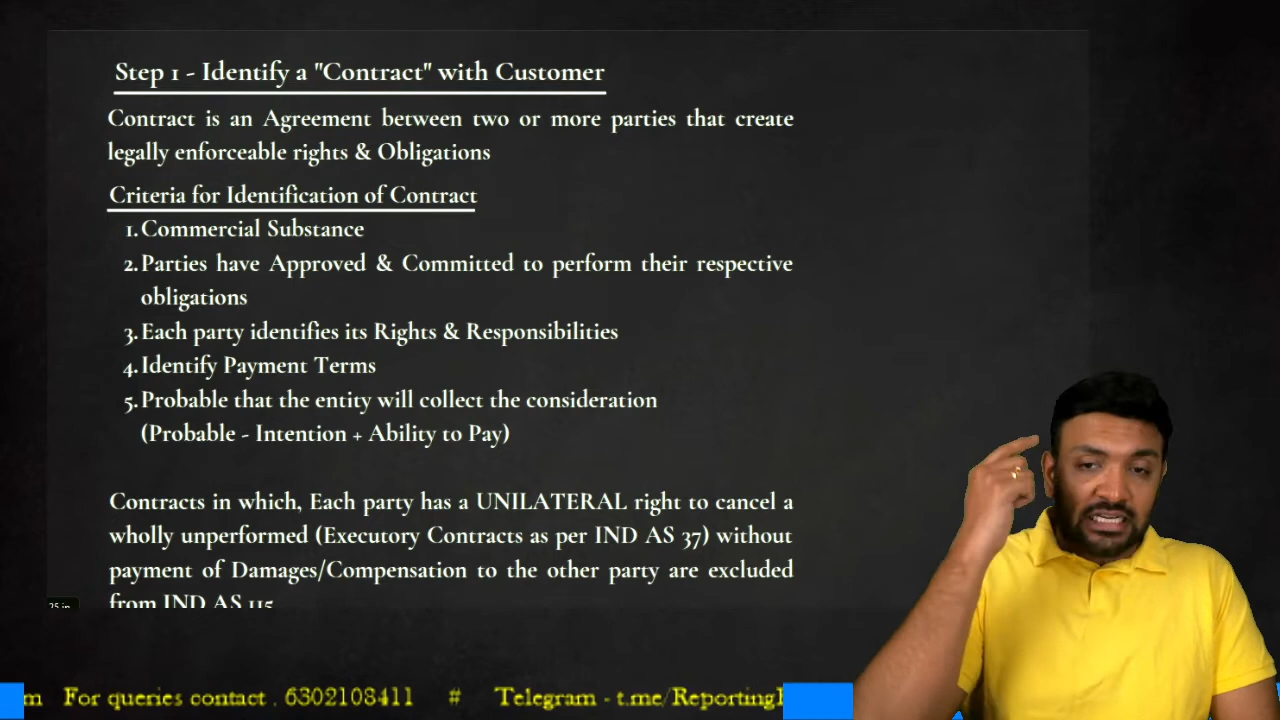 Step 1 - Identify a "Contract" with Customer
Contract is an Agreement between two or more parties that create
legally enforceable rights & Obligations
Criteria for Identification of Contract
1. Commercial Substance
2. Parties have Approved & Committed to perform their respective
obligations
3. Each party identifies its Rights & Responsibilities
4. Identify Payment Terms
5. Probable that the entity will collect the consideration
(Probable - Intention + Ability to Pay)
Contracts in which, Each party has a UNILATERAL right to cancel a
wholly unperformed (Executory Contracts as per IND AS 37) without
payment of Damages/Compensation to the other party are excluded
from IND AS 115
m For queries contact . 6302108411 # Telegram - t.me/Reporting